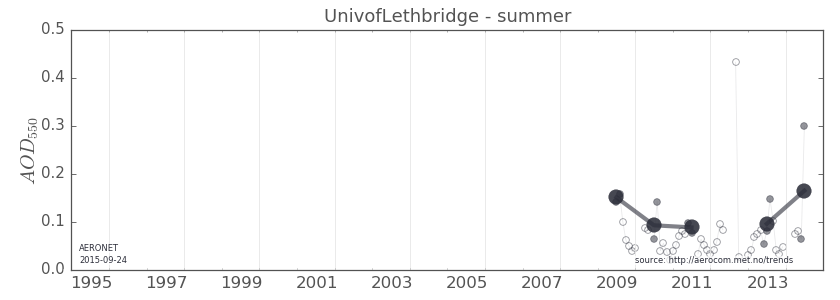 UnivofLethbridge - summer
0.5
0.4
0.3
0.2
0.1
0.0
AOD550
AERONET
2015-09-24
source: http://aerocom.met.no/trends
1995 1997 1999 2001 2003 2005 2007 2009 2011 2013